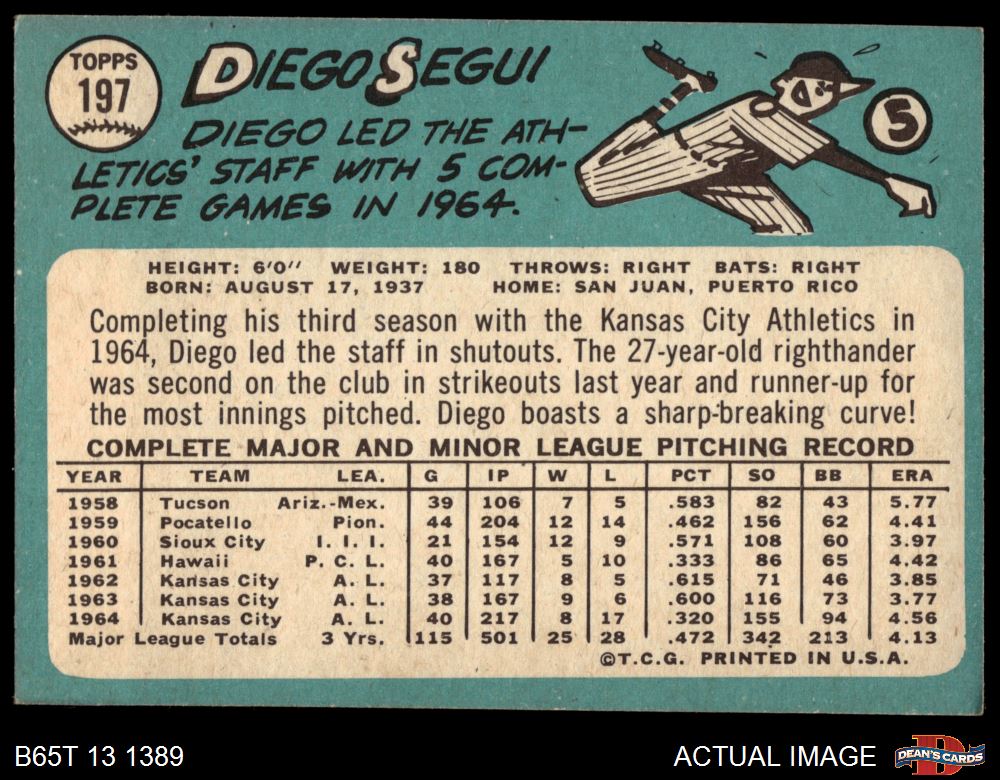 TOPPS
197
DIEGO SEGUI
DIEGO LED THE ATH-
LETICS' STAFF WITH 5 COM-
PLETE GAMES IN 1964.
5
HEIGHT: 6'0" WEIGHT: 180 THROWS: RIGHT BATS: RIGHT
BORN: AUGUST 17, 1937 HOME: SAN JUAN, PUERTO RICO
Completing his third season with the Kansas City Athletics in
1964, Diego led the staff in shutouts. The 27-year-old righthander
was second on the club in strikeouts last year and runner-up for
the most innings pitched. Diego boasts a sharp-breaking curve!
COMPLETE MAJOR AND MINOR LEAGUE PITCHING RECORD
YEAR TEAM LEA. G IP W L PCT SO BB ERA
1958 Tucson Ariz.-Mex. 39 106 7 5 .583 82 43 5.77
1959 Pocatello Pion. 44 204 12 14 .462 156 62 4.41
1960 Sioux City I. I. I. 21 154 12 9 .571 108 60 3.97
1961 Hawaii P. C. L. 40 167 5 10 .333 86 65 4.42
1962 Kansas City A. L. 37 117 8 5 .615 71 46 3.85
1963 Kansas City A. L. 38 167 9 6 .600 116 73 3.77
1964 Kansas City A. L. 40 217 8 17 .320 155 94 4.56
Major League Totals 3 Yrs. 115 501 25 28 .472 342 213 4.13
©T.C.G. PRINTED IN U.S.A.
B65T 13 1389
ACTUAL IMAGE
D
DEAN'S CARDS